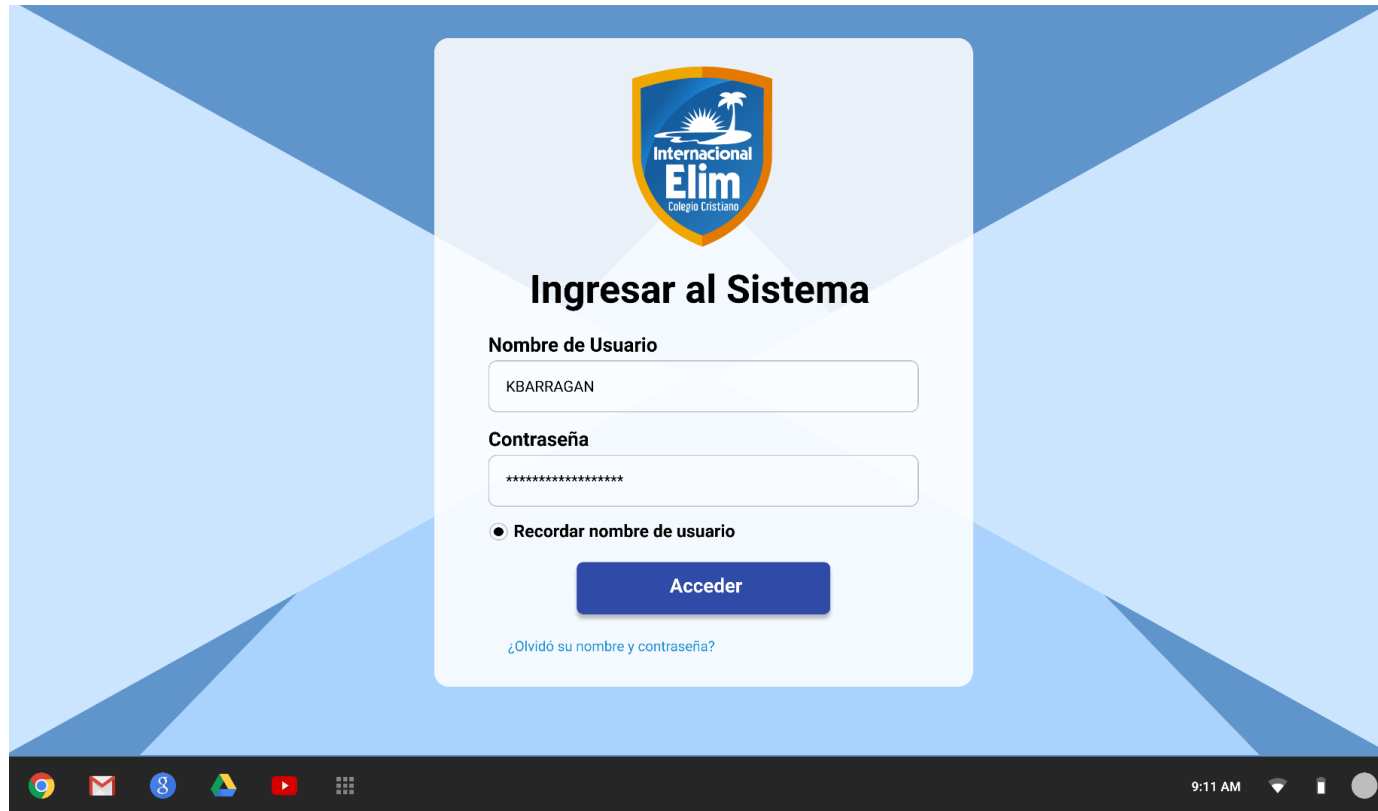 Internacional
Elim
Colegio Cristiano
Ingresar al Sistema
Nombre de Usuario
KBARRAGAN
Contraseña
******************
Recordar nombre de usuario
Acceder
¿Olvidó su nombre y contraseña?
8
9:11 AM